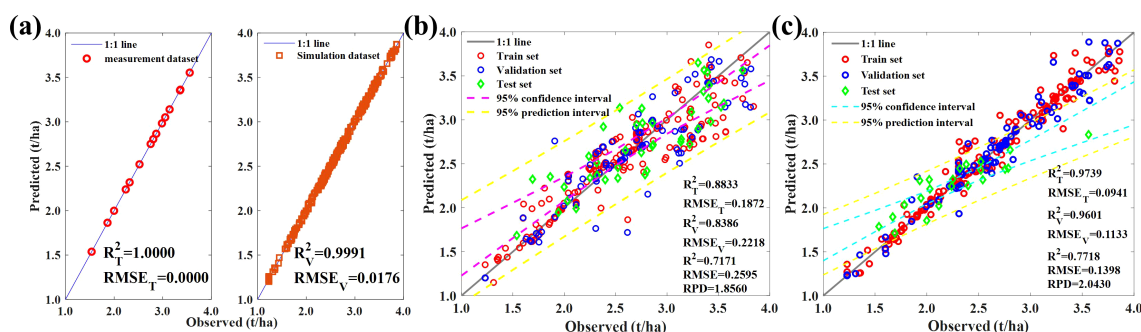 (a)
4.0
3.5
3.0
2.5
2.0
1.5
1.0
Predicted (t/ha)
1:1 line
measurement dataset
R²T=1.0000
RMSET=0.0000
1.0
2.0
3.0
4.0
4.0
3.5
3.0
2.5
2.0
1.5
1.0
1:1 line
Simulation dataset
R²V=0.9991
RMSEV=0.0176
1.0
2.0
3.0
4.0
Observed (t/ha)
(b)
4.0
3.5
3.0
2.5
2.0
1.5
1.0
Predicted (t/ha)
1:1 line
Train set
Validation set
Test set
95% confidence interval
95% prediction interval
R²T=0.8833
RMSET=0.1872
R²V=0.8386
RMSEV=0.2218
R²=0.7171
RMSE=0.2595
RPD=1.8560
1.0
1.5
2.0
2.5
3.0
3.5
4.0
Observed (t/ha)
(c)
4.0
3.5
3.0
2.5
2.0
1.5
1.0
Predicted (t/ha)
1:1 line
Train set
Validation set
Test set
95% confidence interval
95% prediction interval
R²T=0.9739
RMSET=0.0941
R²V=0.9601
RMSEV=0.1133
R²=0.7718
RMSE=0.1398
RPD=2.0430
1.0
1.5
2.0
2.5
3.0
3.5
4.0
Observed (t/ha)